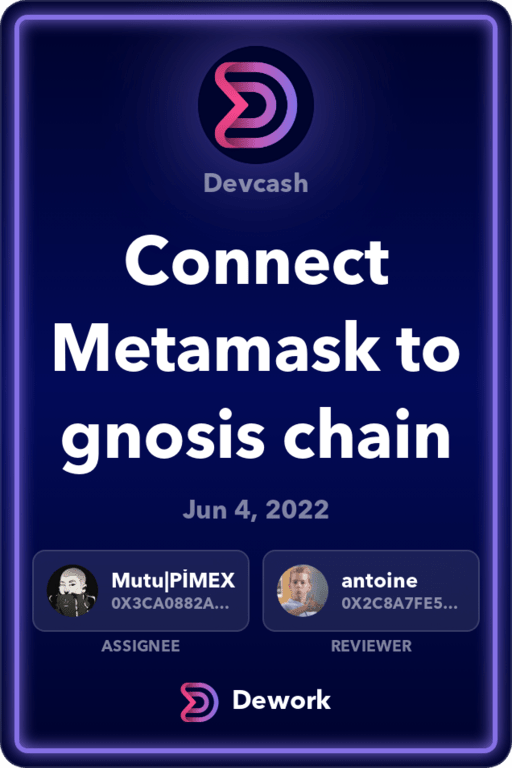 Devcash
Connect
Metamask to
gnosis chain
Jun 4, 2022
Mutu|PİMEX
0X3CA0882A...
ASSIGNEE
antoine
0X2C8A7FE5...
REVIEWER
Dework